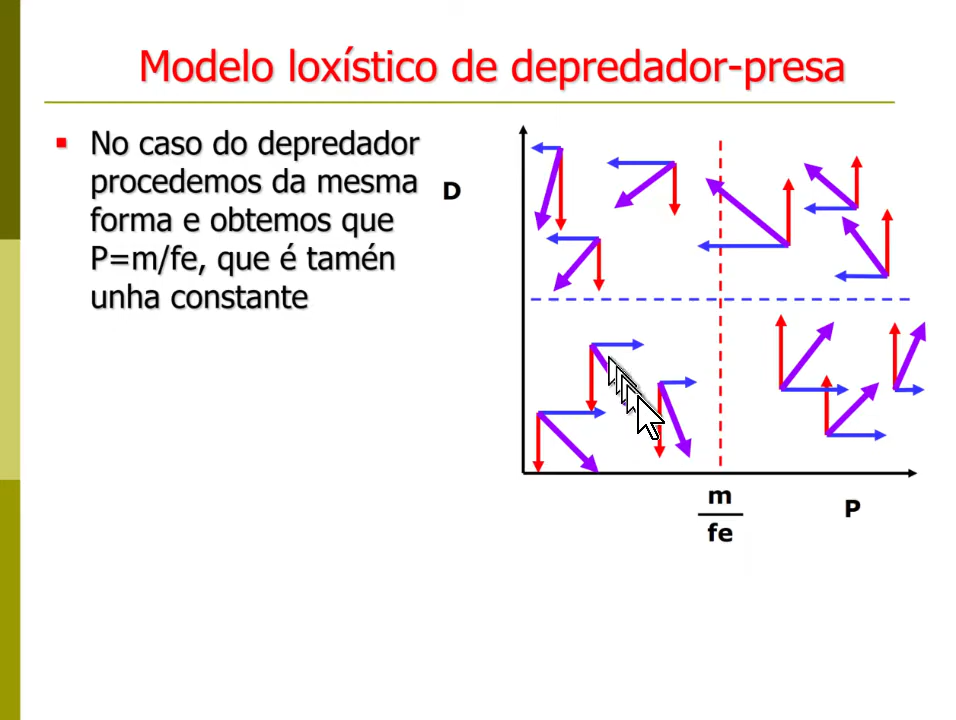 Modelo loxístico de depredador-presa
No caso do depredador
procedemos da mesma
forma e obtemos que
P=m/fe, que é tamén
unha constante
D
m
fe
P